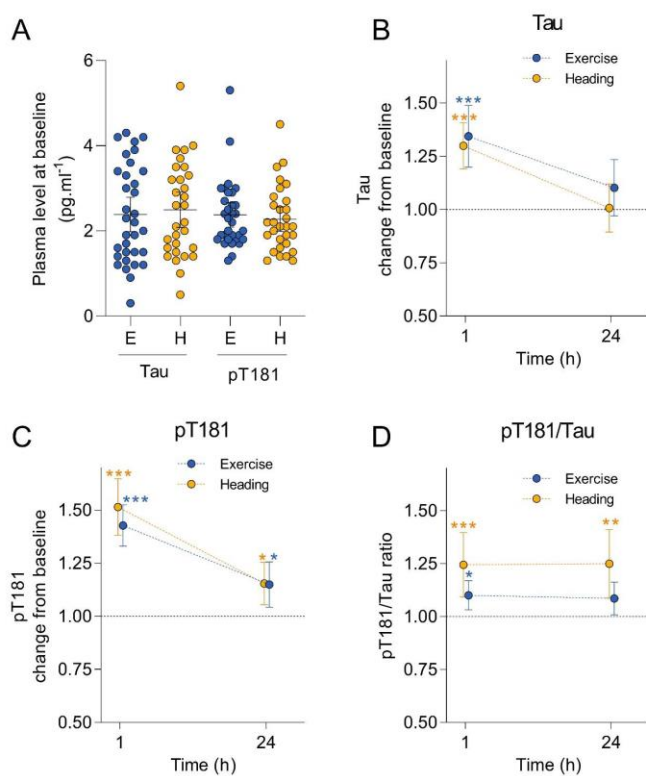 A
Plasma level at baseline
(pg.ml⁻¹)
6
4
2
0
E
H
E
H
Tau
pT181
B
Tau
Exercise
Heading
Tau
change from baseline
1.50
1.25
1.00
0.75
0.50
***
***
1
24
Time (h)
C
pT181
Exercise
Heading
pT181
change from baseline
1.50
1.25
1.00
0.75
0.50
***
***
* *
1
24
Time (h)
D
pT181/Tau
Exercise
Heading
pT181/Tau ratio
1.50
1.25
1.00
0.75
0.50
***
*
**
1
24
Time (h)